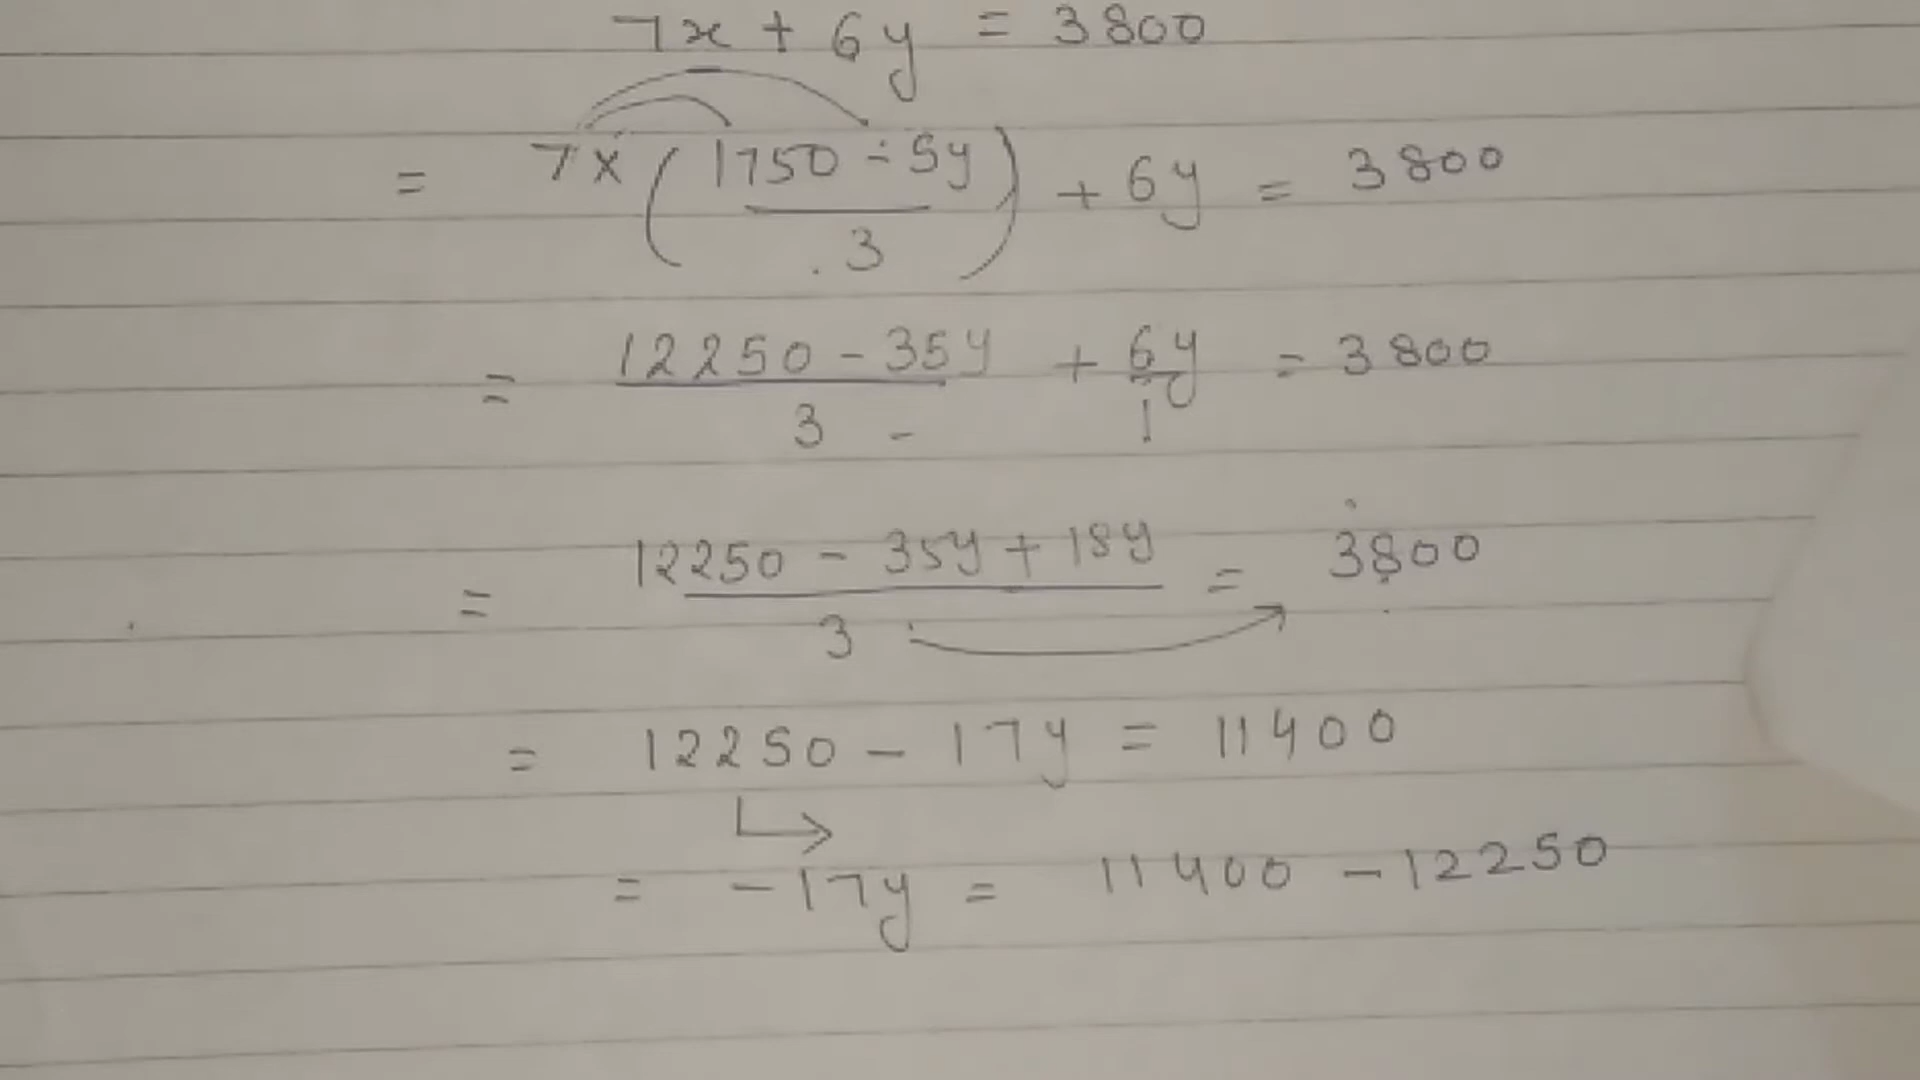 7x + 6y = 3800
= 7 × (1750 - 5y / 3) + 6y = 3800
= 12250 - 35y / 3 + 6y / 1 = 3800
= 12250 - 35y + 18y / 3 = 3800
= 12250 - 17y = 11400
= -17y = 11400 - 12250